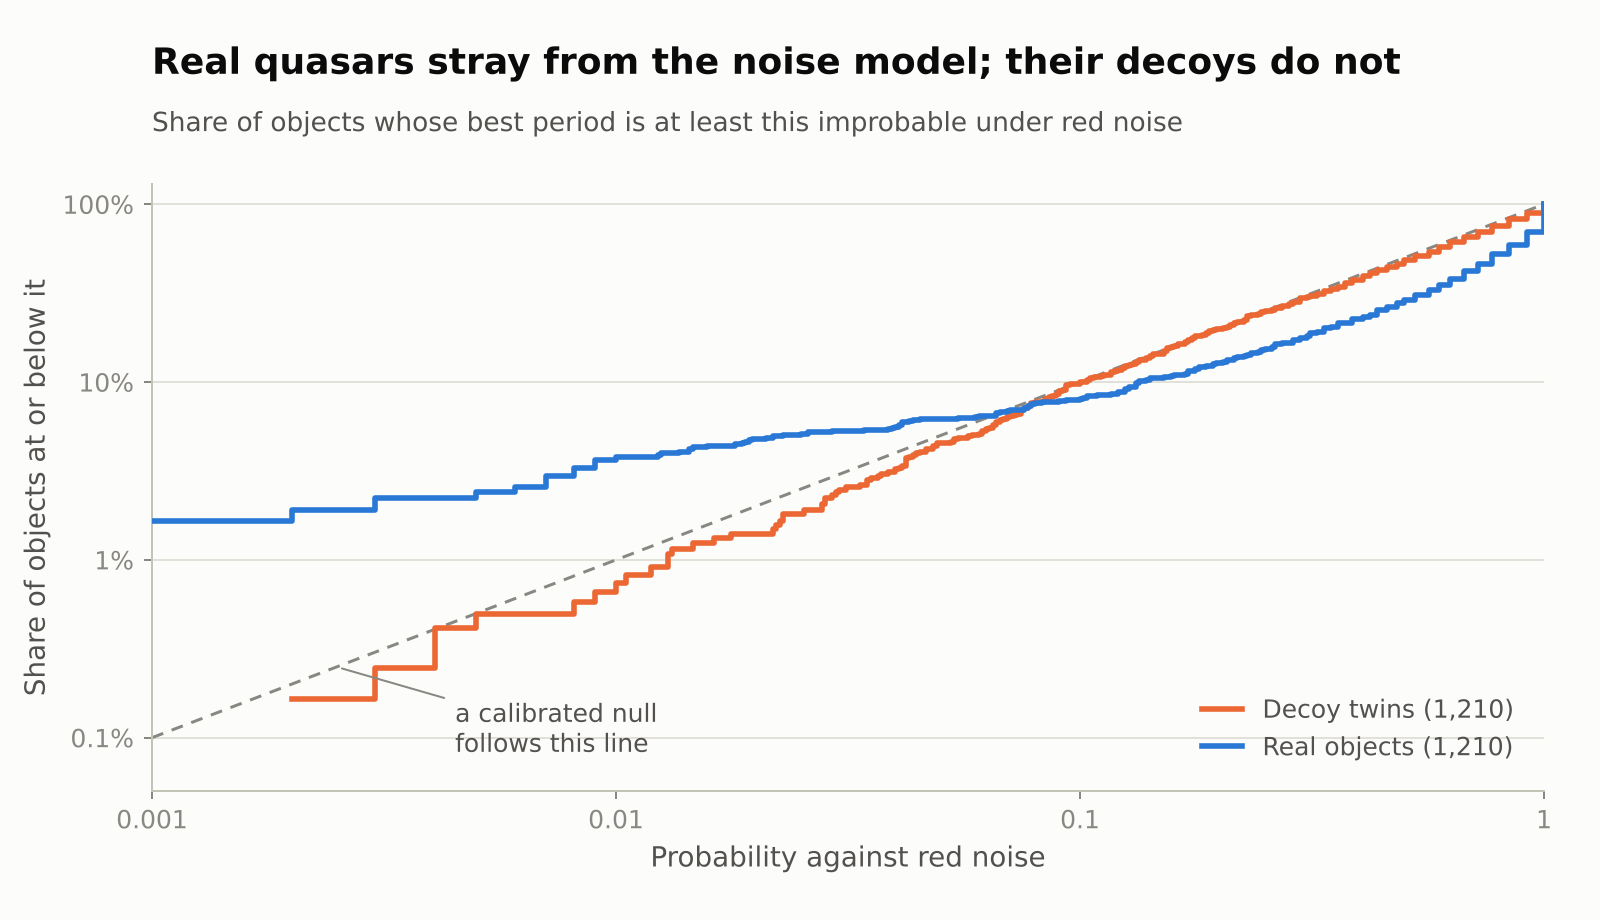 Real quasars stray from the noise model; their decoys do not
Share of objects whose best period is at least this improbable under red noise
Share of objects at or below it
100%
10%
1%
0.1%
a calibrated null
follows this line
Decoy twins (1,210)
Real objects (1,210)
0.001
0.01
0.1
1
Probability against red noise